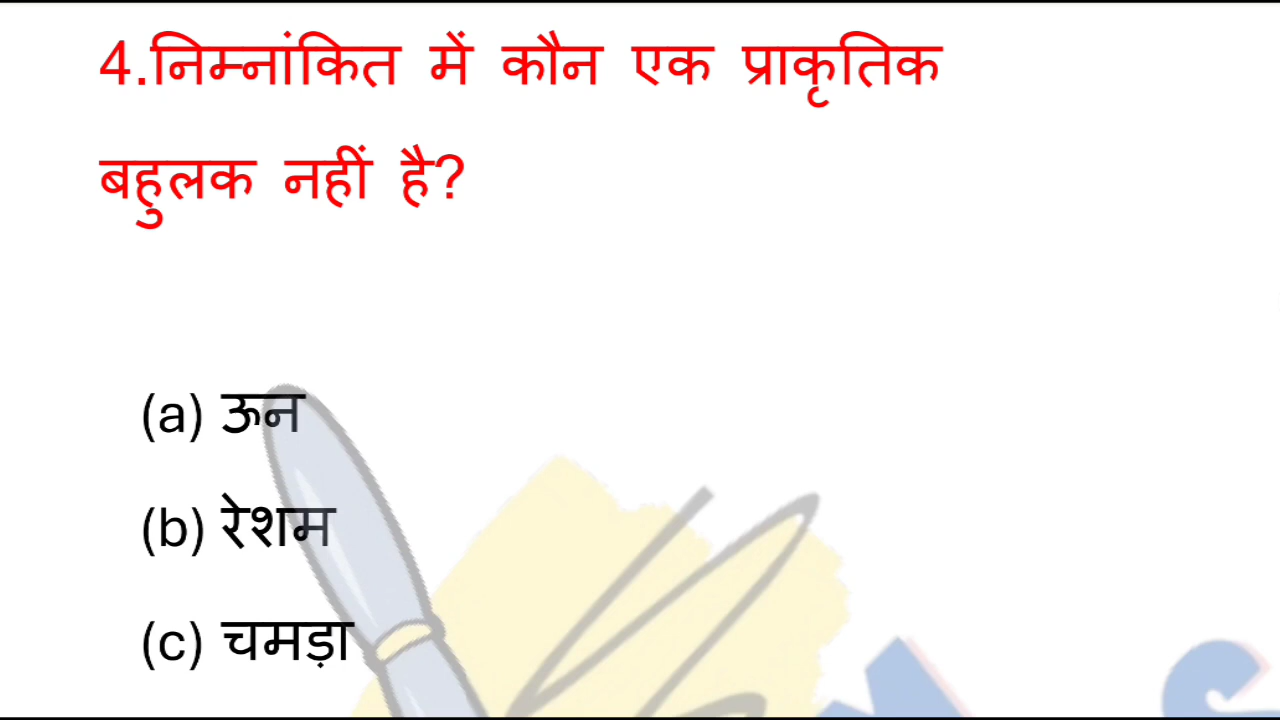 4.निम्नांकित में कौन एक प्राकृतिक
बहुलक नहीं है?
(a) ऊन
(b) रेशम
(c) चमड़ा